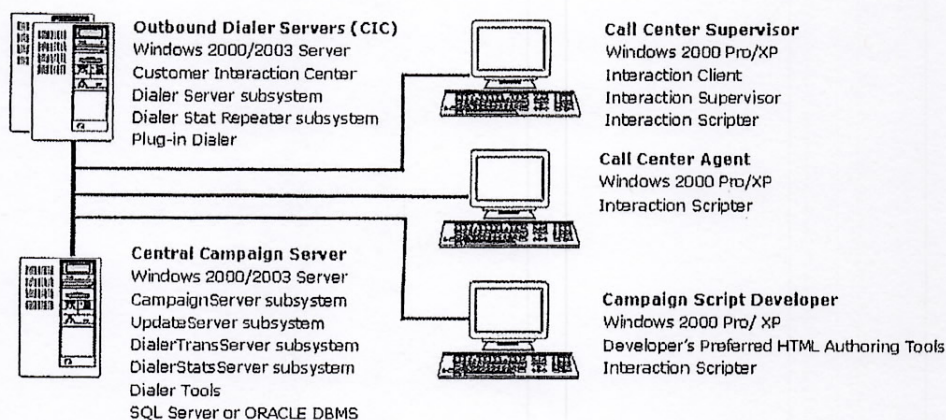 Outbound Dialer Servers (CIC)
Windows 2000/2003 Server
Customer Interaction Center
Dialer Server subsystem
Dialer Stat Repeater subsystem
Plug-in Dialer
Call Center Supervisor
Windows 2000 Pro/XP
Interaction Client
Interaction Supervisor
Interaction Scripter
Call Center Agent
Windows 2000 Pro/XP
Interaction Scripter
Central Campaign Server
Windows 2000/2003 Server
CampaignServer subsystem
UpdateServer subsystem
DialerTransServer subsystem
DialerStatsServer subsystem
Dialer Tools
SQL Server or ORACLE DBMS
Campaign Script Developer
Windows 2000 Pro/ XP
Developer's Preferred HTML Authoring Tools
Interaction Scripter